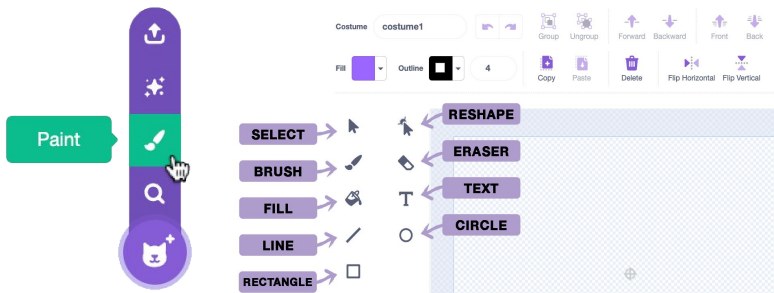 Paint
Costume costume1
Group Ungroup Forward Backward Front Back
Fill Outline 4
Copy Paste Delete Flip Horizontal Flip Vertical
SELECT
RESHAPE
BRUSH
ERASER
FILL
T
TEXT
LINE
CIRCLE
RECTANGLE